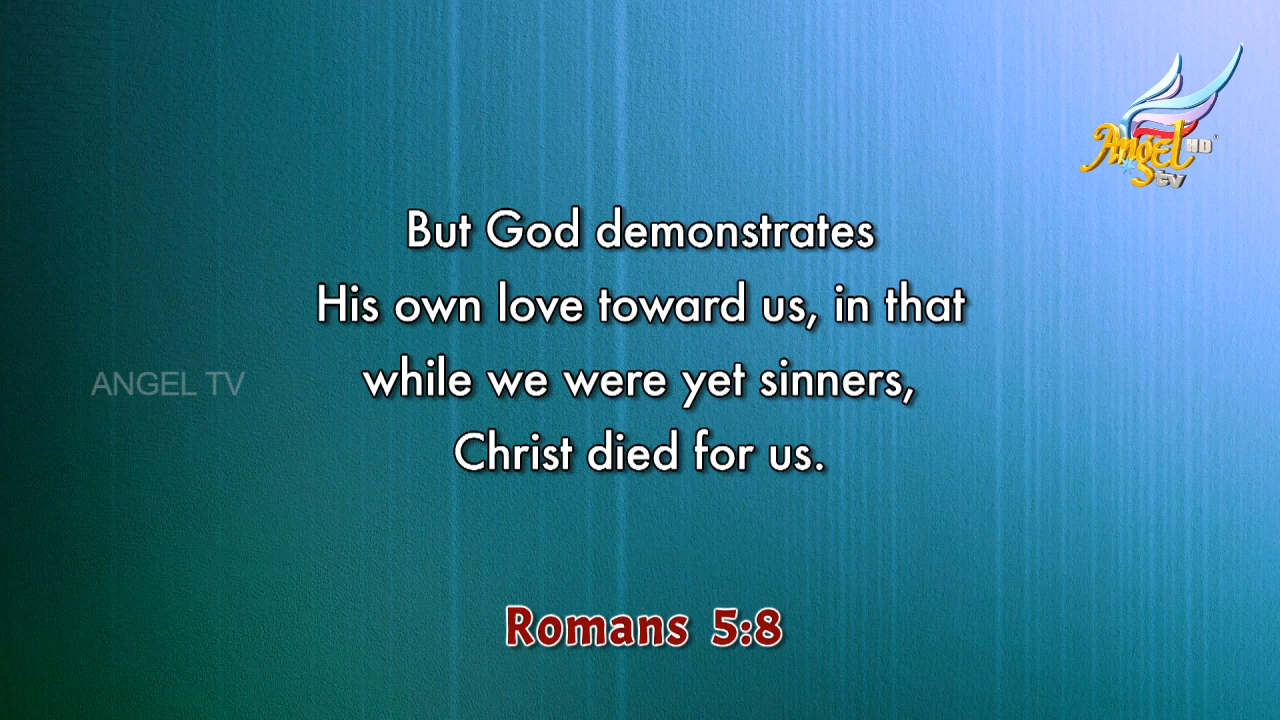 Angel HD
tv
But God demonstrates
His own love toward us, in that
while we were yet sinners,
Christ died for us.
ANGEL TV
Romans 5:8